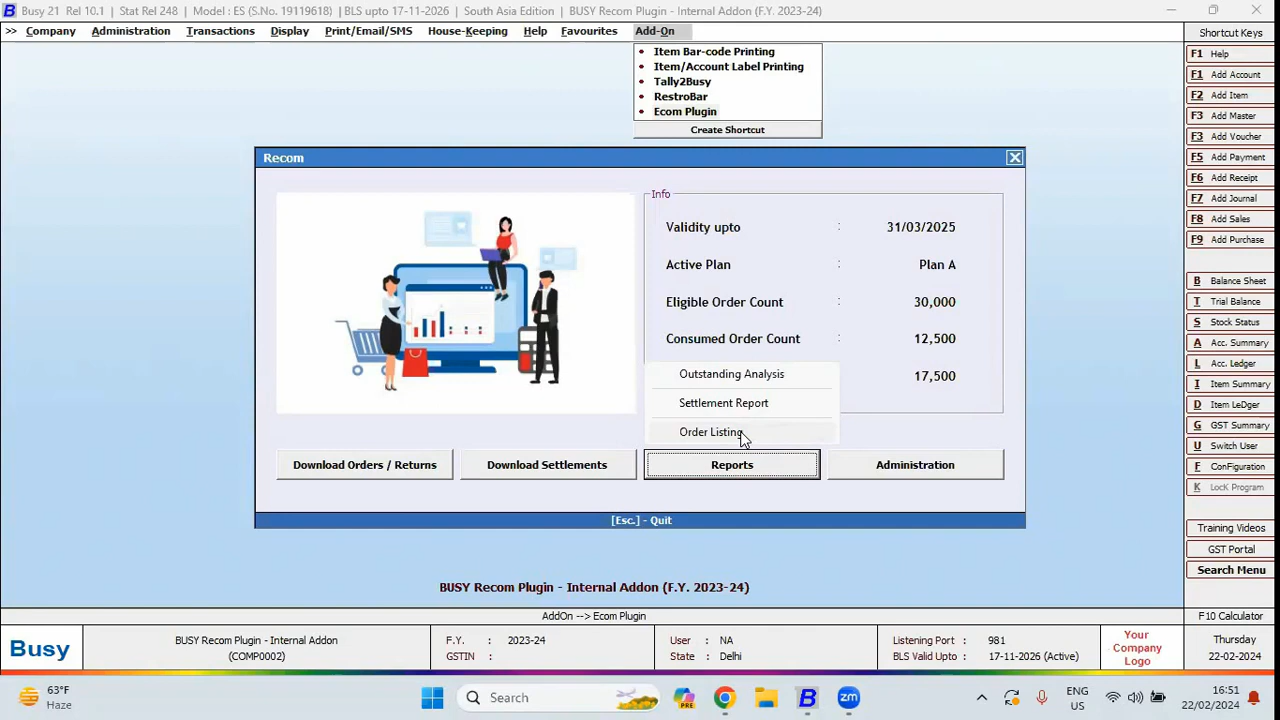 Busy 21 Rel 10.1 | Stat Rel 248 | Model : ES (S.No. 19119618) | BLS upto 17-11-2026 | South Asia Edition | BUSY Recom Plugin - Internal Addon (F.Y. 2023-24)
>> Company Administration Transactions Display Print/Email/SMS House-Keeping Help Favourites Add-On
Item Bar-code Printing
Item/Account Label Printing
Tally2Busy
RestroBar
Ecom Plugin
Create Shortcut
Recom
Info
Validity upto : 31/03/2025
Active Plan : Plan A
Eligible Order Count : 30,000
Consumed Order Count : 12,500
17,500
Outstanding Analysis
Settlement Report
Order Listing
Download Orders / Returns Download Settlements Reports Administration
[Esc.] - Quit
BUSY Recom Plugin - Internal Addon (F.Y. 2023-24)
AddOn --> Ecom Plugin
Shortcut Keys
F1 Help
F1 Add Account
F2 Add Item
F3 Add Master
F3 Add Voucher
F5 Add Payment
F6 Add Receipt
F7 Add Journal
F8 Add Sales
F9 Add Purchase
B Balance Sheet
T Trial Balance
S Stock Status
A Acc. Summary
L Acc. Ledger
I Item Summary
D Item LeDger
G GST Summary
U Switch User
F ConFiguration
K LocK Program
Training Videos
GST Portal
Search Menu
F10 Calculator
Busy
BUSY Recom Plugin - Internal Addon
(COMP0002)
F.Y. : 2023-24
GSTIN :
User : NA
State : Delhi
Listening Port : 981
BLS Valid Upto : 17-11-2026 (Active)
Your
Company
Logo
Thursday
22-02-2024
63°F
Haze
Search
PRE
zm
ENG
US
16:51
22/02/2024